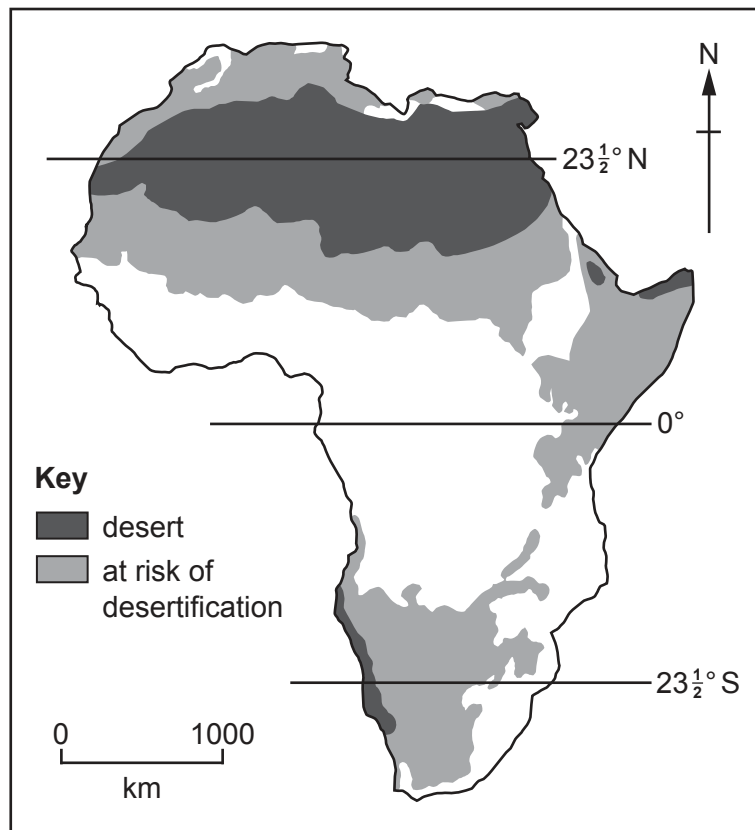 N
23½° N
0°
Key
desert
at risk of
desertification
23½° S
0 1000
km